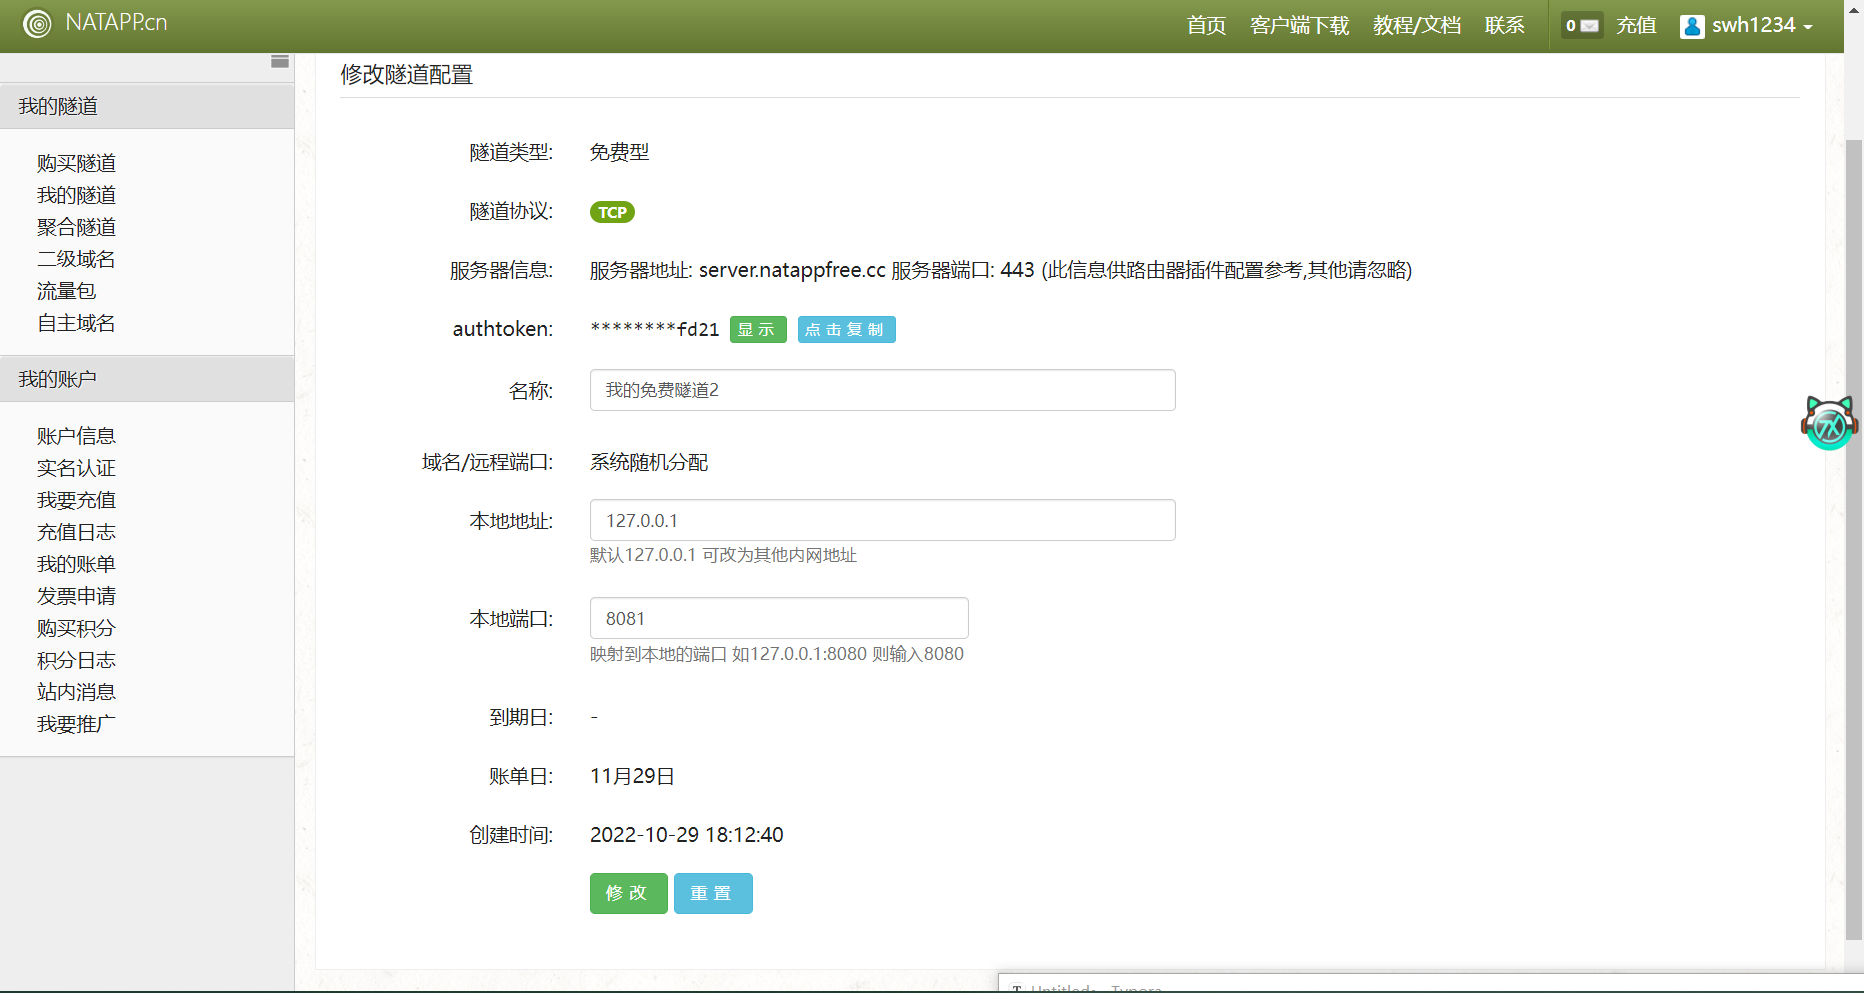 NATAPP.cn
首页 客户端下载 教程/文档 联系 0 充值 swh1234
修改隧道配置
我的隧道
购买隧道
我的隧道
聚合隧道
二级域名
流量包
自主域名
我的账户
账户信息
实名认证
我要充值
充值日志
我的账单
发票申请
购买积分
积分日志
站内消息
我要推广
隧道类型: 免费型
隧道协议: TCP
服务器信息: 服务器地址: server.natappfree.cc 服务器端口: 443 (此信息供路由器插件配置参考,其他请忽略)
authtoken: ********fd21 显示 点击复制
名称: 我的免费隧道2
域名/远程端口: 系统随机分配
本地地址: 127.0.0.1
默认127.0.0.1 可改为其他内网地址
本地端口: 8081
映射到本地的端口 如127.0.0.1:8080 则输入8080
到期日: -
账单日: 11月29日
创建时间: 2022-10-29 18:12:40
修改 重置